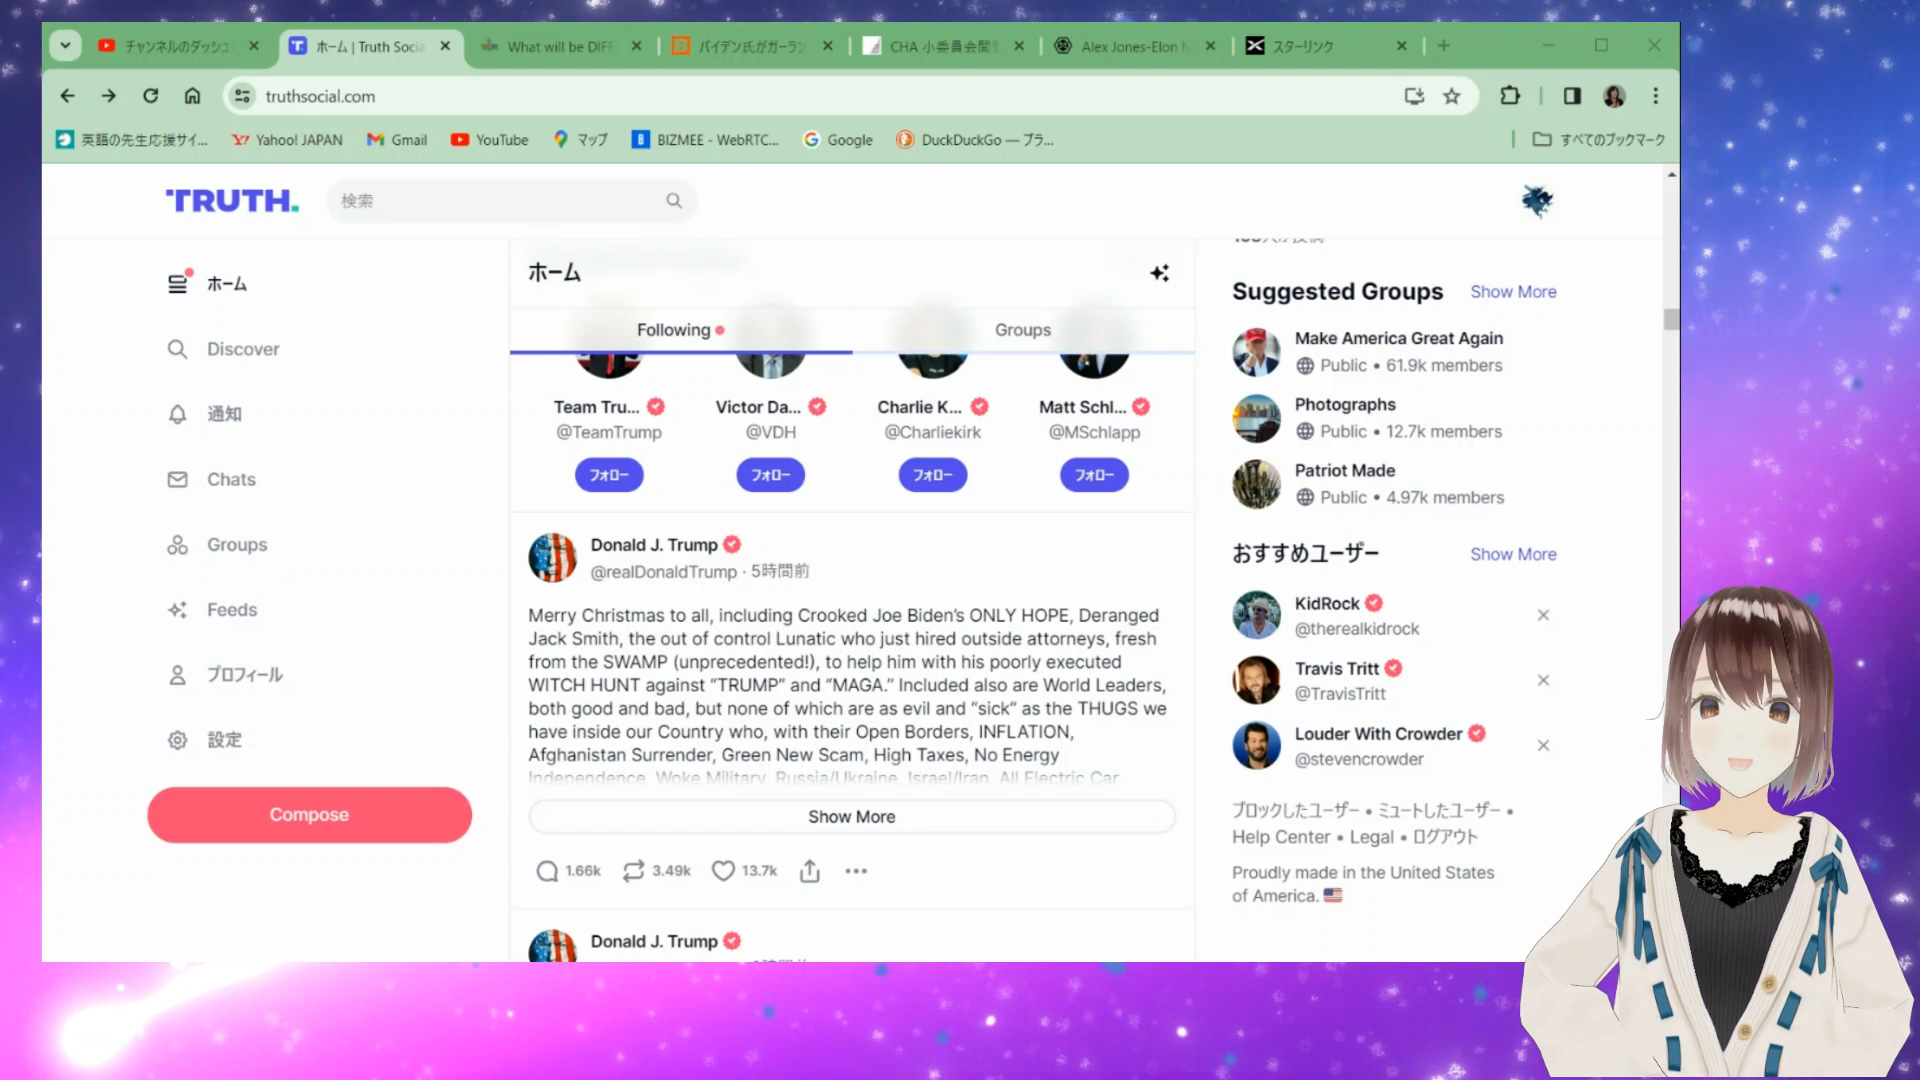 チャンネルのダッシュ
ホーム | Truth Socia
What will be DIFF
バイデン氏がガーラン
CHA 小委員会関
Alex Jones-Elon M
スターリンク
truthsocial.com
英語の先生応援サイ...
Yahoo! JAPAN
Gmail
YouTube
マップ
BIZMEE - WebRTC...
Google
DuckDuckGo — プラ...
すべてのブックマーク
TRUTH.
検索
ホーム
Discover
通知
Chats
Groups
Feeds
プロフィール
設定
Compose
ホーム
Following
Groups
Team Tru...
@TeamTrump
フォロー
Victor Da...
@VDH
フォロー
Charlie K...
@Charliekirk
フォロー
Matt Schl...
@MSchlapp
フォロー
Donald J. Trump
@realDonaldTrump · 5時間前
Merry Christmas to all, including Crooked Joe Biden's ONLY HOPE, Deranged
Jack Smith, the out of control Lunatic who just hired outside attorneys, fresh
from the SWAMP (unprecedented!), to help him with his poorly executed
WITCH HUNT against “TRUMP” and “MAGA.” Included also are World Leaders,
both good and bad, but none of which are as evil and “sick” as the THUGS we
have inside our Country who, with their Open Borders, INFLATION,
Afghanistan Surrender, Green New Scam, High Taxes, No Energy
Independence, Woke Military, Russia/Ukraine, Israel/Iran, All Electric Car
Show More
1.66k
3.49k
13.7k
Donald J. Trump
Suggested Groups
Show More
Make America Great Again
Public • 61.9k members
Photographs
Public • 12.7k members
Patriot Made
Public • 4.97k members
おすすめユーザー
Show More
KidRock
@therealkidrock
Travis Tritt
@TravisTritt
Louder With Crowder
@stevencrowder
ブロックしたユーザー • ミュートしたユーザー •
Help Center • Legal • ログアウト
Proudly made in the United States
of America.